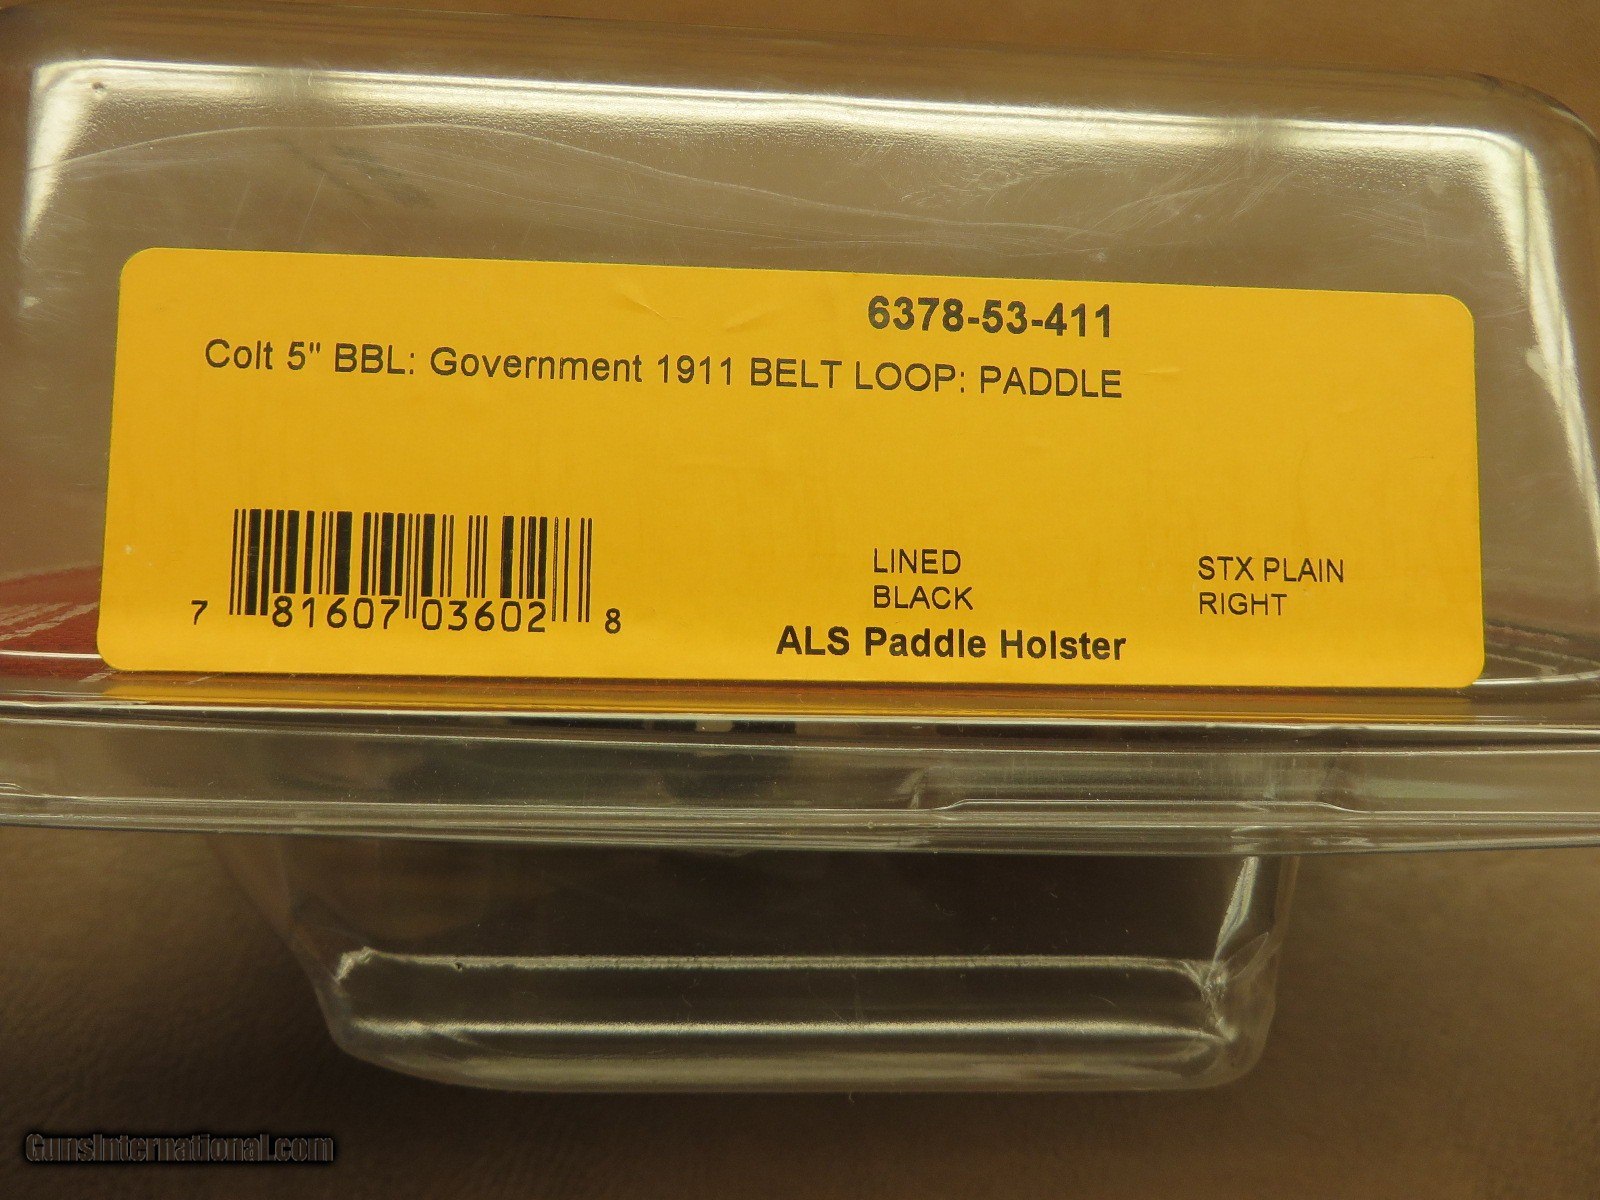 6378-53-411
Colt 5" BBL: Government 1911 BELT LOOP: PADDLE
LINED STX PLAIN
BLACK RIGHT
7 81607 03602 8
ALS Paddle Holster
GunsInternational.com